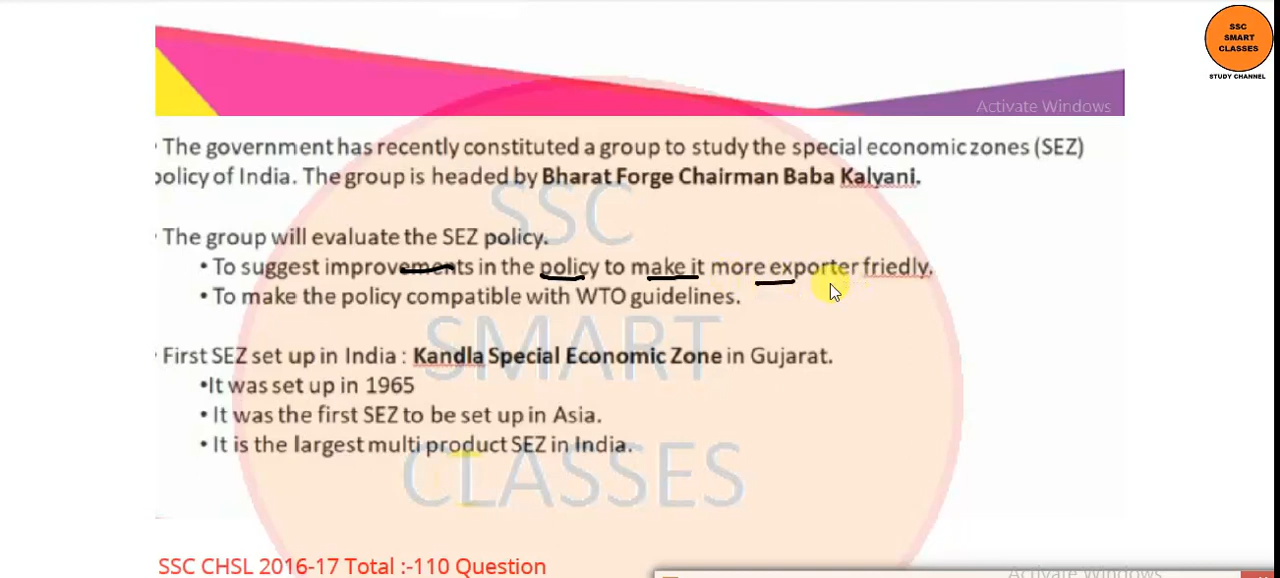 SSC
SMART
CLASSES
STUDY CHANNEL
Activate Windows
• The government has recently constituted a group to study the special economic zones (SEZ)
policy of India. The group is headed by Bharat Forge Chairman Baba Kalyani.
• The group will evaluate the SEZ policy.
• To suggest improvements in the policy to make it more exporter friedly.
• To make the policy compatible with WTO guidelines.
• First SEZ set up in India : Kandla Special Economic Zone in Gujarat.
•It was set up in 1965
• It was the first SEZ to be set up in Asia.
• It is the largest multi product SEZ in India.
SSC
SMART
CLASSES
SSC CHSL 2016-17 Total :-110 Question
Activate Windows